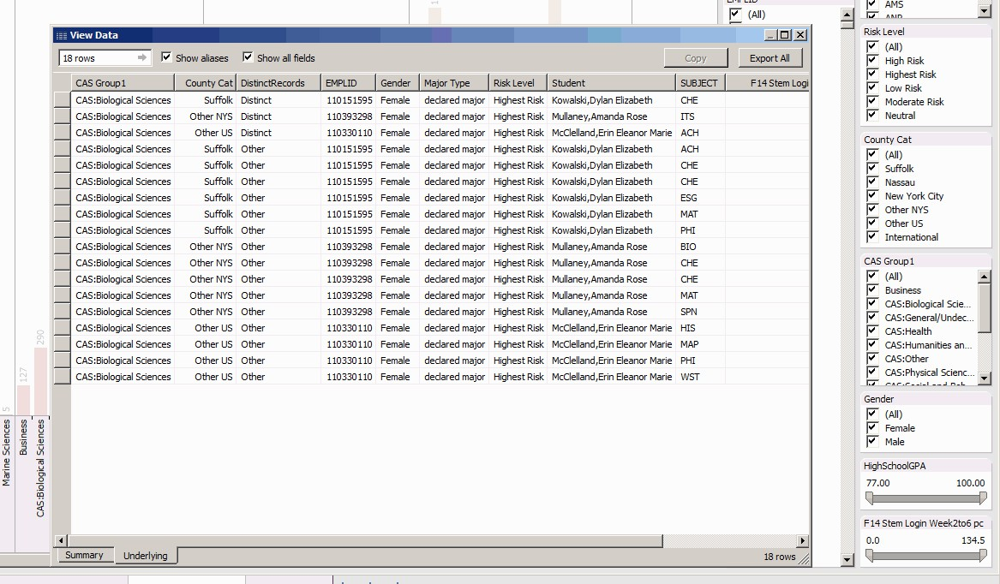 View Data
18 rows
Show aliases
Show all fields
Copy
Export All
CAS Group1 County Cat DistinctRecords EMPLID Gender Major Type Risk Level Student SUBJECT F14 Stem Logi
CAS:Biological Sciences Suffolk Distinct 110151595 Female declared major Highest Risk Kowalski,Dylan Elizabeth CHE
CAS:Biological Sciences Other NYS Distinct 110393298 Female declared major Highest Risk Mullaney,Amanda Rose ITS
CAS:Biological Sciences Other US Distinct 110330110 Female declared major Highest Risk McClelland,Erin Eleanor Marie ACH
CAS:Biological Sciences Suffolk Other 110151595 Female declared major Highest Risk Kowalski,Dylan Elizabeth ACH
CAS:Biological Sciences Suffolk Other 110151595 Female declared major Highest Risk Kowalski,Dylan Elizabeth CHE
CAS:Biological Sciences Suffolk Other 110151595 Female declared major Highest Risk Kowalski,Dylan Elizabeth CHE
CAS:Biological Sciences Suffolk Other 110151595 Female declared major Highest Risk Kowalski,Dylan Elizabeth ESG
CAS:Biological Sciences Suffolk Other 110151595 Female declared major Highest Risk Kowalski,Dylan Elizabeth MAT
CAS:Biological Sciences Suffolk Other 110151595 Female declared major Highest Risk Kowalski,Dylan Elizabeth PHI
CAS:Biological Sciences Other NYS Other 110393298 Female declared major Highest Risk Mullaney,Amanda Rose BIO
CAS:Biological Sciences Other NYS Other 110393298 Female declared major Highest Risk Mullaney,Amanda Rose CHE
CAS:Biological Sciences Other NYS Other 110393298 Female declared major Highest Risk Mullaney,Amanda Rose CHE
CAS:Biological Sciences Other NYS Other 110393298 Female declared major Highest Risk Mullaney,Amanda Rose MAT
CAS:Biological Sciences Other NYS Other 110393298 Female declared major Highest Risk Mullaney,Amanda Rose SPN
CAS:Biological Sciences Other US Other 110330110 Female declared major Highest Risk McClelland,Erin Eleanor Marie HIS
CAS:Biological Sciences Other US Other 110330110 Female declared major Highest Risk McClelland,Erin Eleanor Marie MAP
CAS:Biological Sciences Other US Other 110330110 Female declared major Highest Risk McClelland,Erin Eleanor Marie PHI
CAS:Biological Sciences Other US Other 110330110 Female declared major Highest Risk McClelland,Erin Eleanor Marie WST
Summary
Underlying
18 rows
5
127
290
Marine Sciences
Business
CAS:Biological Sciences
EMPLID
(All)
AMS
Risk Level
(All)
High Risk
Highest Risk
Low Risk
Moderate Risk
Neutral
County Cat
(All)
Suffolk
Nassau
New York City
Other NYS
Other US
International
CAS Group1
(All)
Business
CAS:Biological Scie...
CAS:General/Undec...
CAS:Health
CAS:Humanities an...
CAS:Other
CAS:Physical Scienc...
Gender
(All)
Female
Male
HighSchoolGPA
77.00 100.00
F14 Stem Login Week2to6 pc
0.0 134.5